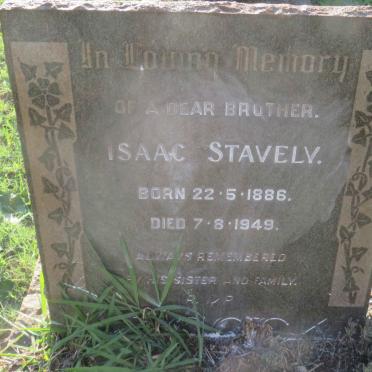 In Loving Memory
OF A DEAR BROTHER.
ISAAC STAVELY.
BORN 22·5·1886.
DIED 7·8·1949.
ALWAYS REMEMBERED
HIS SISTER AND FAMILY.